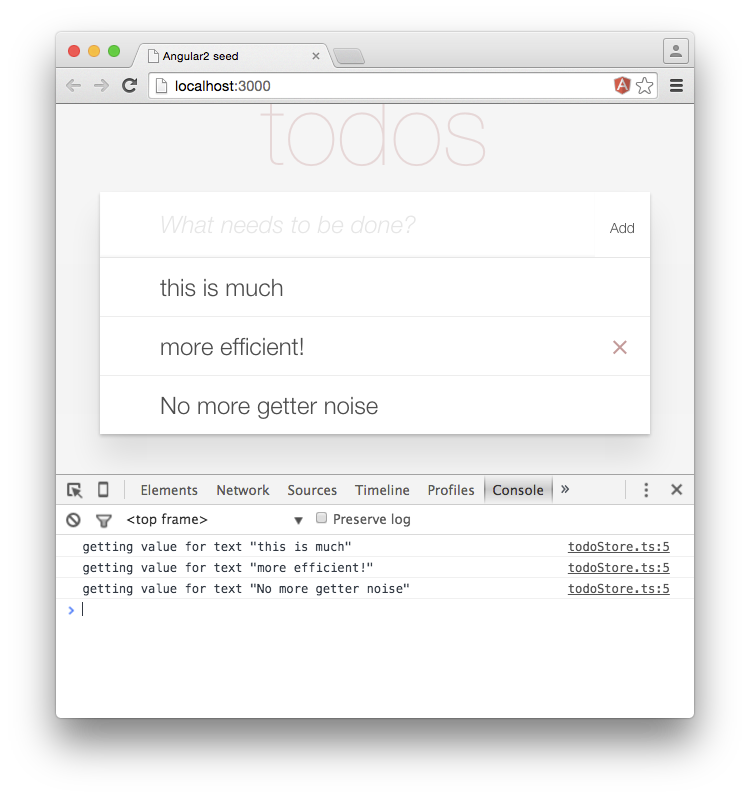 Angular2 seed
localhost:3000
todos
What needs to be done?
Add
this is much
more efficient!
No more getter noise
Elements Network Sources Timeline Profiles Console »
<top frame> Preserve log
getting value for text "this is much" todoStore.ts:5
getting value for text "more efficient!" todoStore.ts:5
getting value for text "No more getter noise" todoStore.ts:5